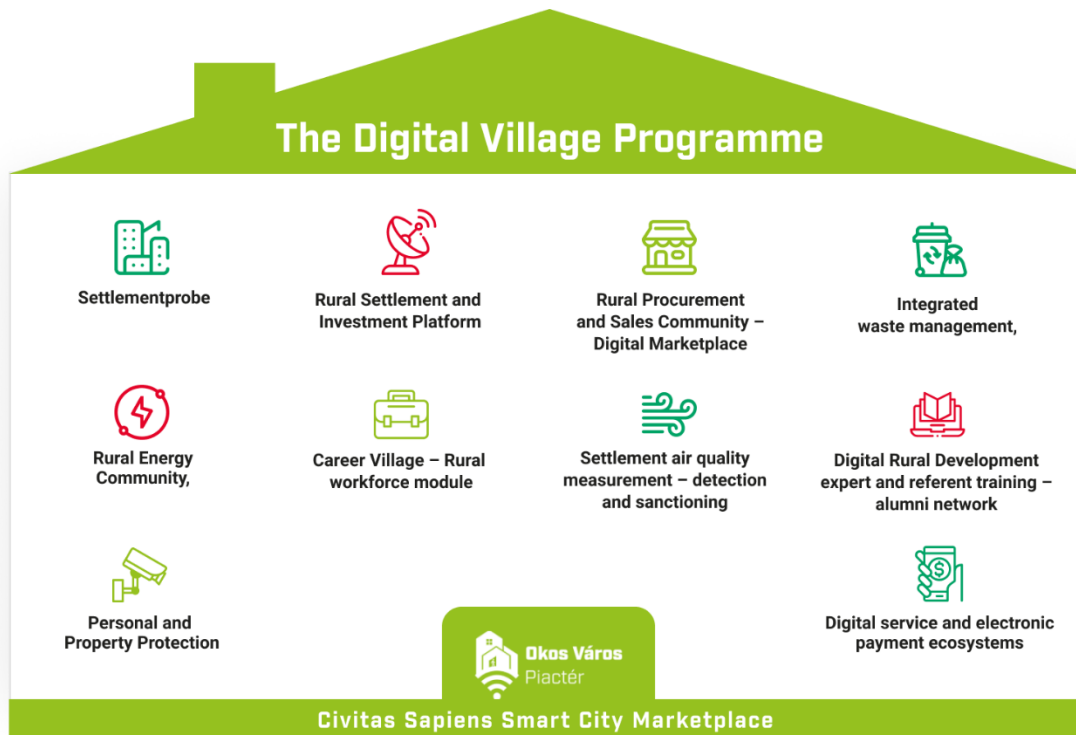 The Digital Village Programme
Settlementprobe
Rural Settlement and
Investment Platform
Rural Procurement
and Sales Community –
Digital Marketplace
Integrated
waste management,
Rural Energy
Community,
Career Village – Rural
workforce module
Settlement air quality
measurement – detection
and sanctioning
Digital Rural Development
expert and referent training –
alumni network
Personal and
Property Protection
Digital service and electronic
payment ecosystems
Okos Város
Piactér
Civitas Sapiens Smart City Marketplace